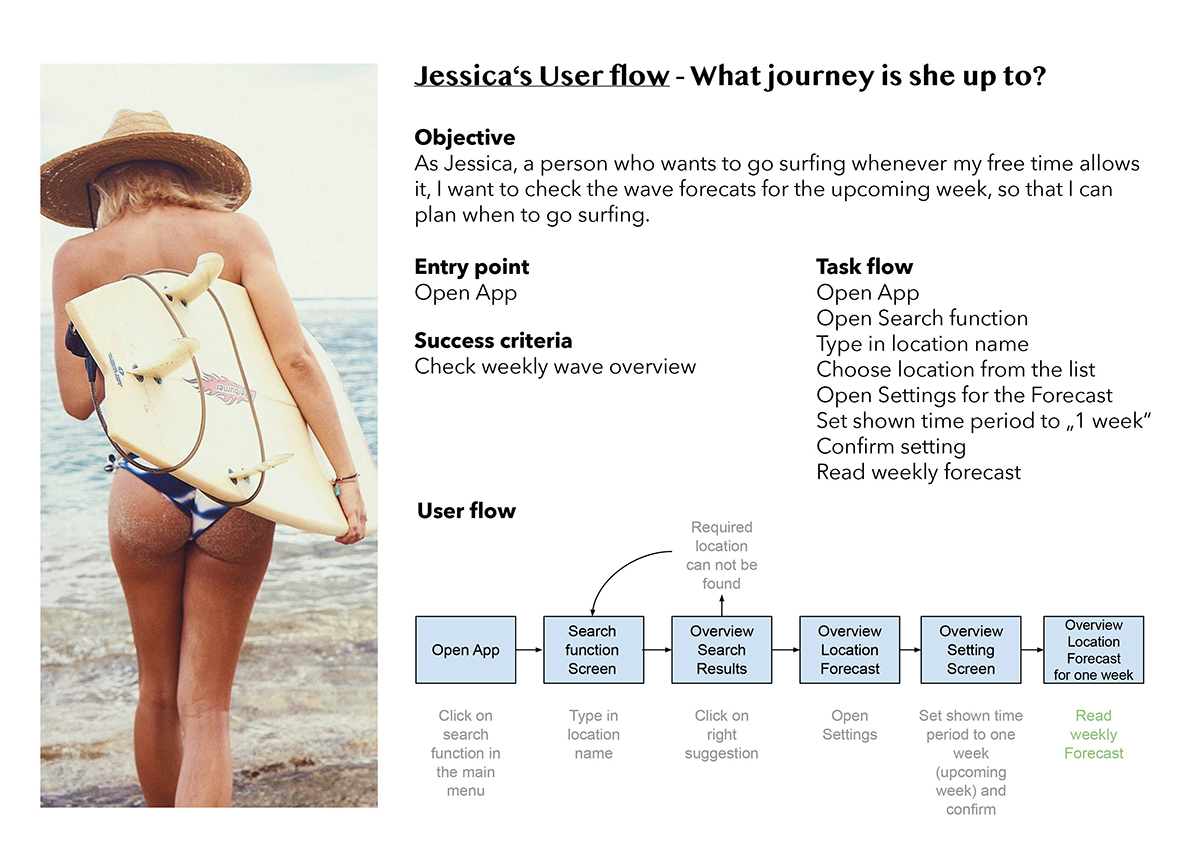 Jessica‘s User flow - What journey is she up to?
Objective
As Jessica, a person who wants to go surfing whenever my free time allows
it, I want to check the wave forecats for the upcoming week, so that I can
plan when to go surfing.
Entry point
Open App
Success criteria
Check weekly wave overview
Task flow
Open App
Open Search function
Type in location name
Choose location from the list
Open Settings for the Forecast
Set shown time period to „1 week“
Confirm setting
Read weekly forecast
User flow
Required
location
can not be
found
Open App
Search
function
Screen
Overview
Search
Results
Overview
Location
Forecast
Overview
Setting
Screen
Overview
Location
Forecast
for one week
Click on
search
function in
the main
menu
Type in
location
name
Click on
right
suggestion
Open
Settings
Set shown time
period to one
week
(upcoming
week) and
confirm
Read
weekly
Forecast